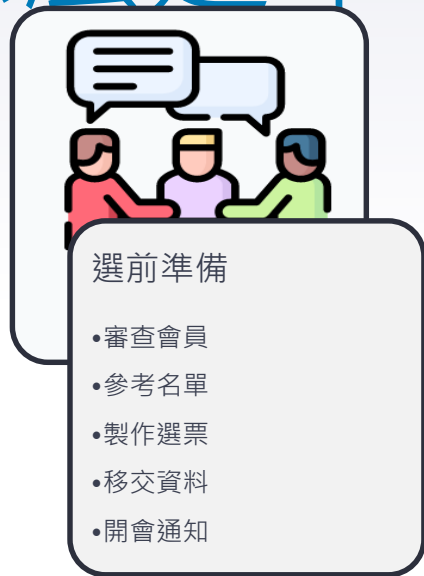 選前準備
•審查會員
•參考名單
•製作選票
•移交資料
•開會通知